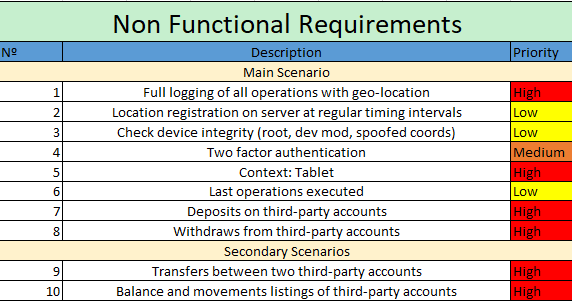 Non Functional Requirements
Nº Description Priority
Main Scenario
1 Full logging of all operations with geo-location High
2 Location registration on server at regular timing intervals Low
3 Check device integrity (root, dev mod, spoofed coords) Low
4 Two factor authentication Medium
5 Context: Tablet High
6 Last operations executed Low
7 Deposits on third-party accounts High
8 Withdraws from third-party accounts High
Secondary Scenarios
9 Transfers between two third-party accounts High
10 Balance and movements listings of third-party accounts High